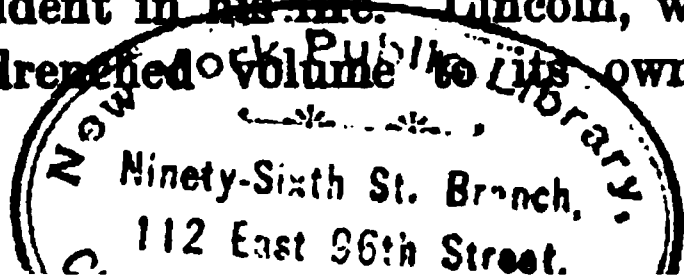 ident in his life. Lincoln, w
drenched volume to its own
New York Public Library,
Ninety-Sixth St. Branch,
112 East 96th Street.